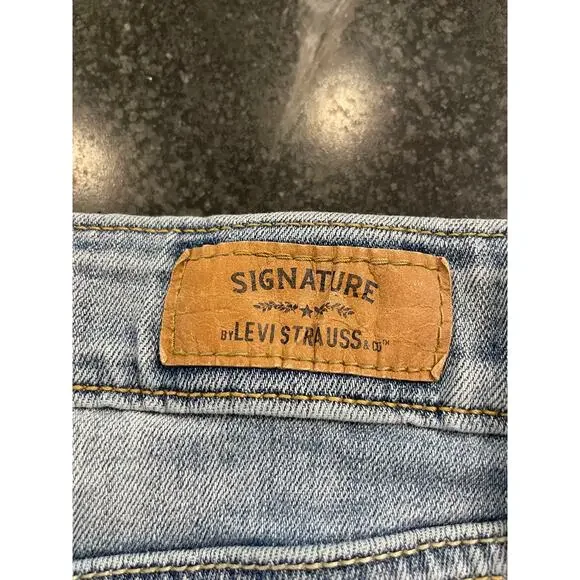 SIGNATURE
BY LEVI STRAUSS & CO™